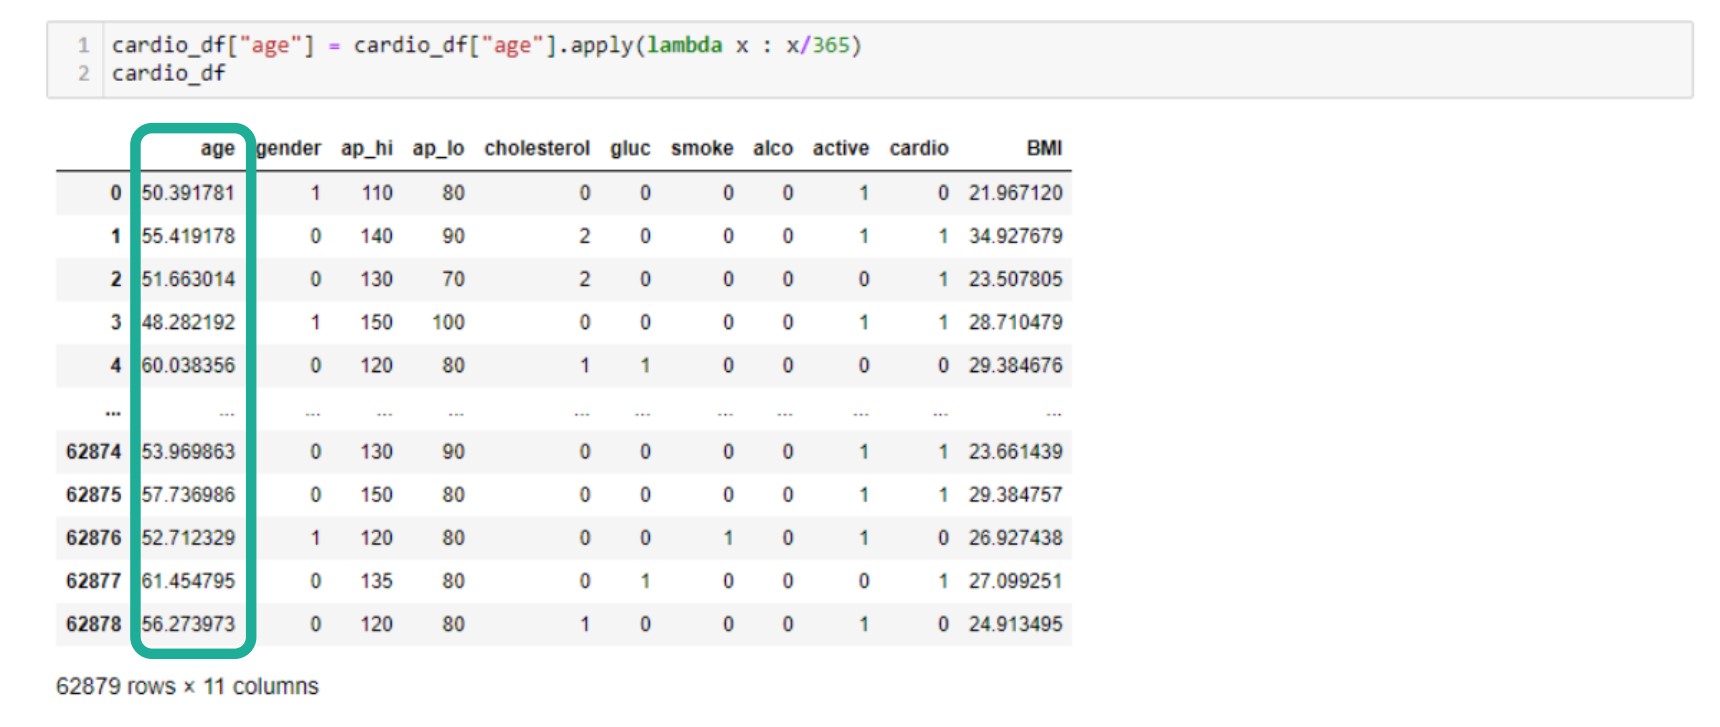 1 cardio_df["age"] = cardio_df["age"].apply(lambda x : x/365)
2 cardio_df
age gender ap_hi ap_lo cholesterol gluc smoke alco active cardio BMI
0 50.391781 1 110 80 0 0 0 0 1 0 21.967120
1 55.419178 0 140 90 2 0 0 0 1 1 34.927679
2 51.663014 0 130 70 2 0 0 0 0 1 23.507805
3 48.282192 1 150 100 0 0 0 0 1 1 28.710479
4 60.038356 0 120 80 1 1 0 0 0 0 29.384676
... ... ... ... ... ... ... ... ... ... ... ...
62874 53.969863 0 130 90 0 0 0 0 1 1 23.661439
62875 57.736986 0 150 80 0 0 0 0 1 1 29.384757
62876 52.712329 1 120 80 0 0 1 0 1 0 26.927438
62877 61.454795 0 135 80 0 1 0 0 0 1 27.099251
62878 56.273973 0 120 80 1 0 0 0 1 0 24.913495
62879 rows × 11 columns